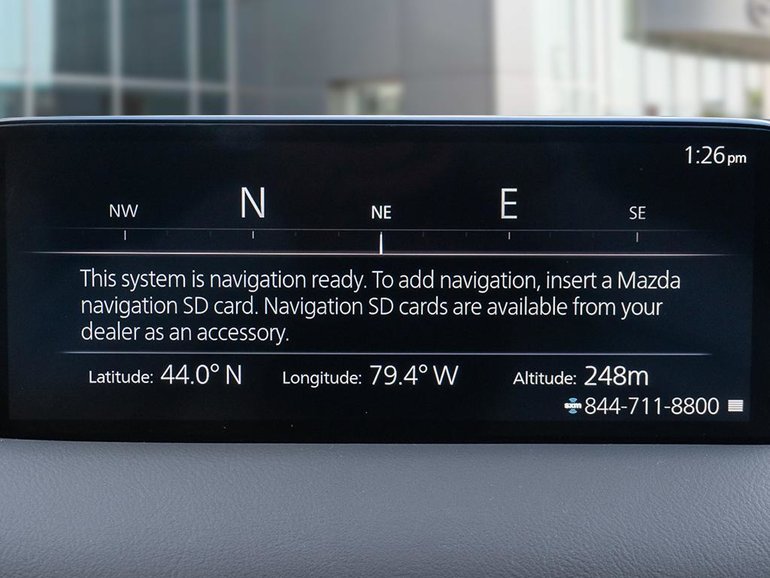 1:26pm
NW N NE E SE
This system is navigation ready. To add navigation, insert a Mazda
navigation SD card. Navigation SD cards are available from your
dealer as an accessory.
Latitude: 44.0° N Longitude: 79.4° W Altitude: 248m
sxm 844-711-8800